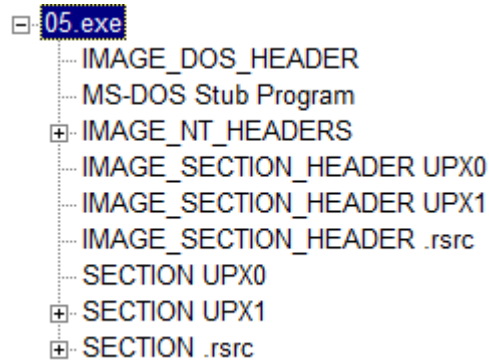 05.exe
IMAGE_DOS_HEADER
MS-DOS Stub Program
IMAGE_NT_HEADERS
IMAGE_SECTION_HEADER UPX0
IMAGE_SECTION_HEADER UPX1
IMAGE_SECTION_HEADER .rsrc
SECTION UPX0
SECTION UPX1
SECTION .rsrc